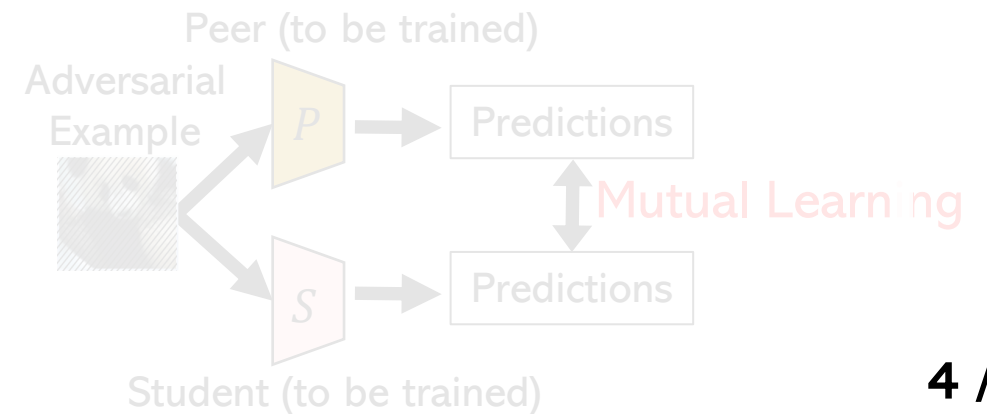 Peer (to be trained)
Adversarial
Example
P
Predictions
Mutual Learning
S
Predictions
Student (to be trained)
4 /